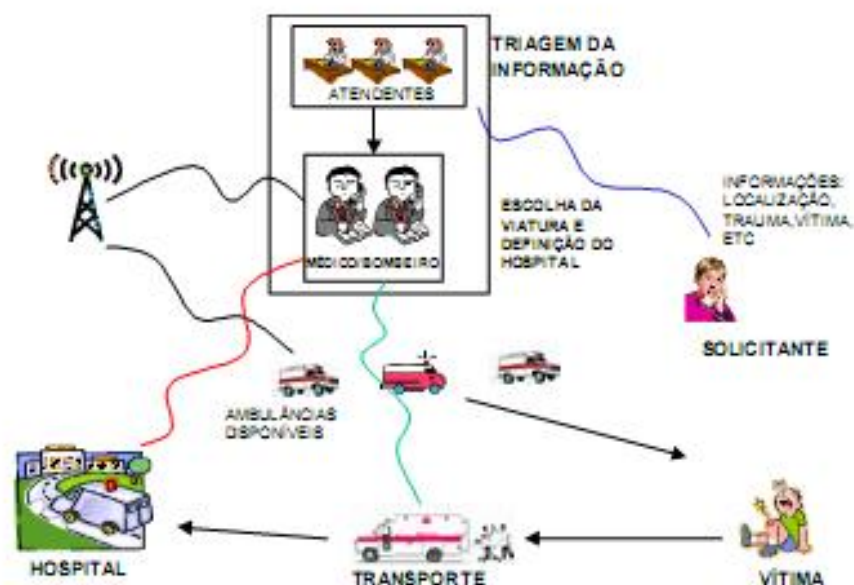 TRIAGEM DA
INFORMAÇÃO
ATENDENTES
MÉDICO/BOMBEIRO
ESCOLHA DA
VIATURA E
DEFINIÇÃO DO
HOSPITAL
INFORMAÇÕES:
LOCALIZAÇÃO,
TRAUMA,VÍTIMA,
ETC
SOLICITANTE
AMBULÂNCIAS
DISPONÍVEIS
HOSPITAL
TRANSPORTE
VÍTIMA